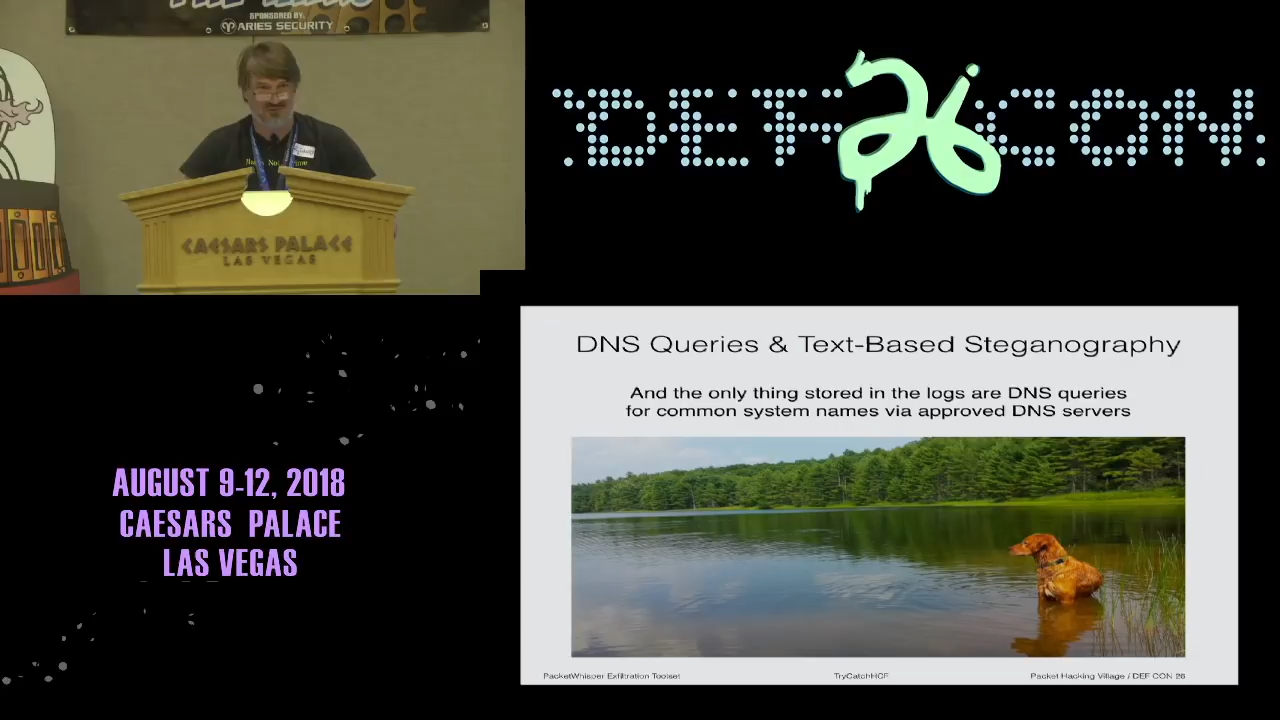 SPONSORED BY:
ARIES SECURITY
CAESARS PALACE
LAS VEGAS
DEF 26 CON
AUGUST 9-12, 2018
CAESARS PALACE
LAS VEGAS
DNS Queries & Text-Based Steganography
And the only thing stored in the logs are DNS queries
for common system names via approved DNS servers
PacketWhisper Exfiltration Toolset
TryCatchHCF
Packet Hacking Village / DEF CON 26